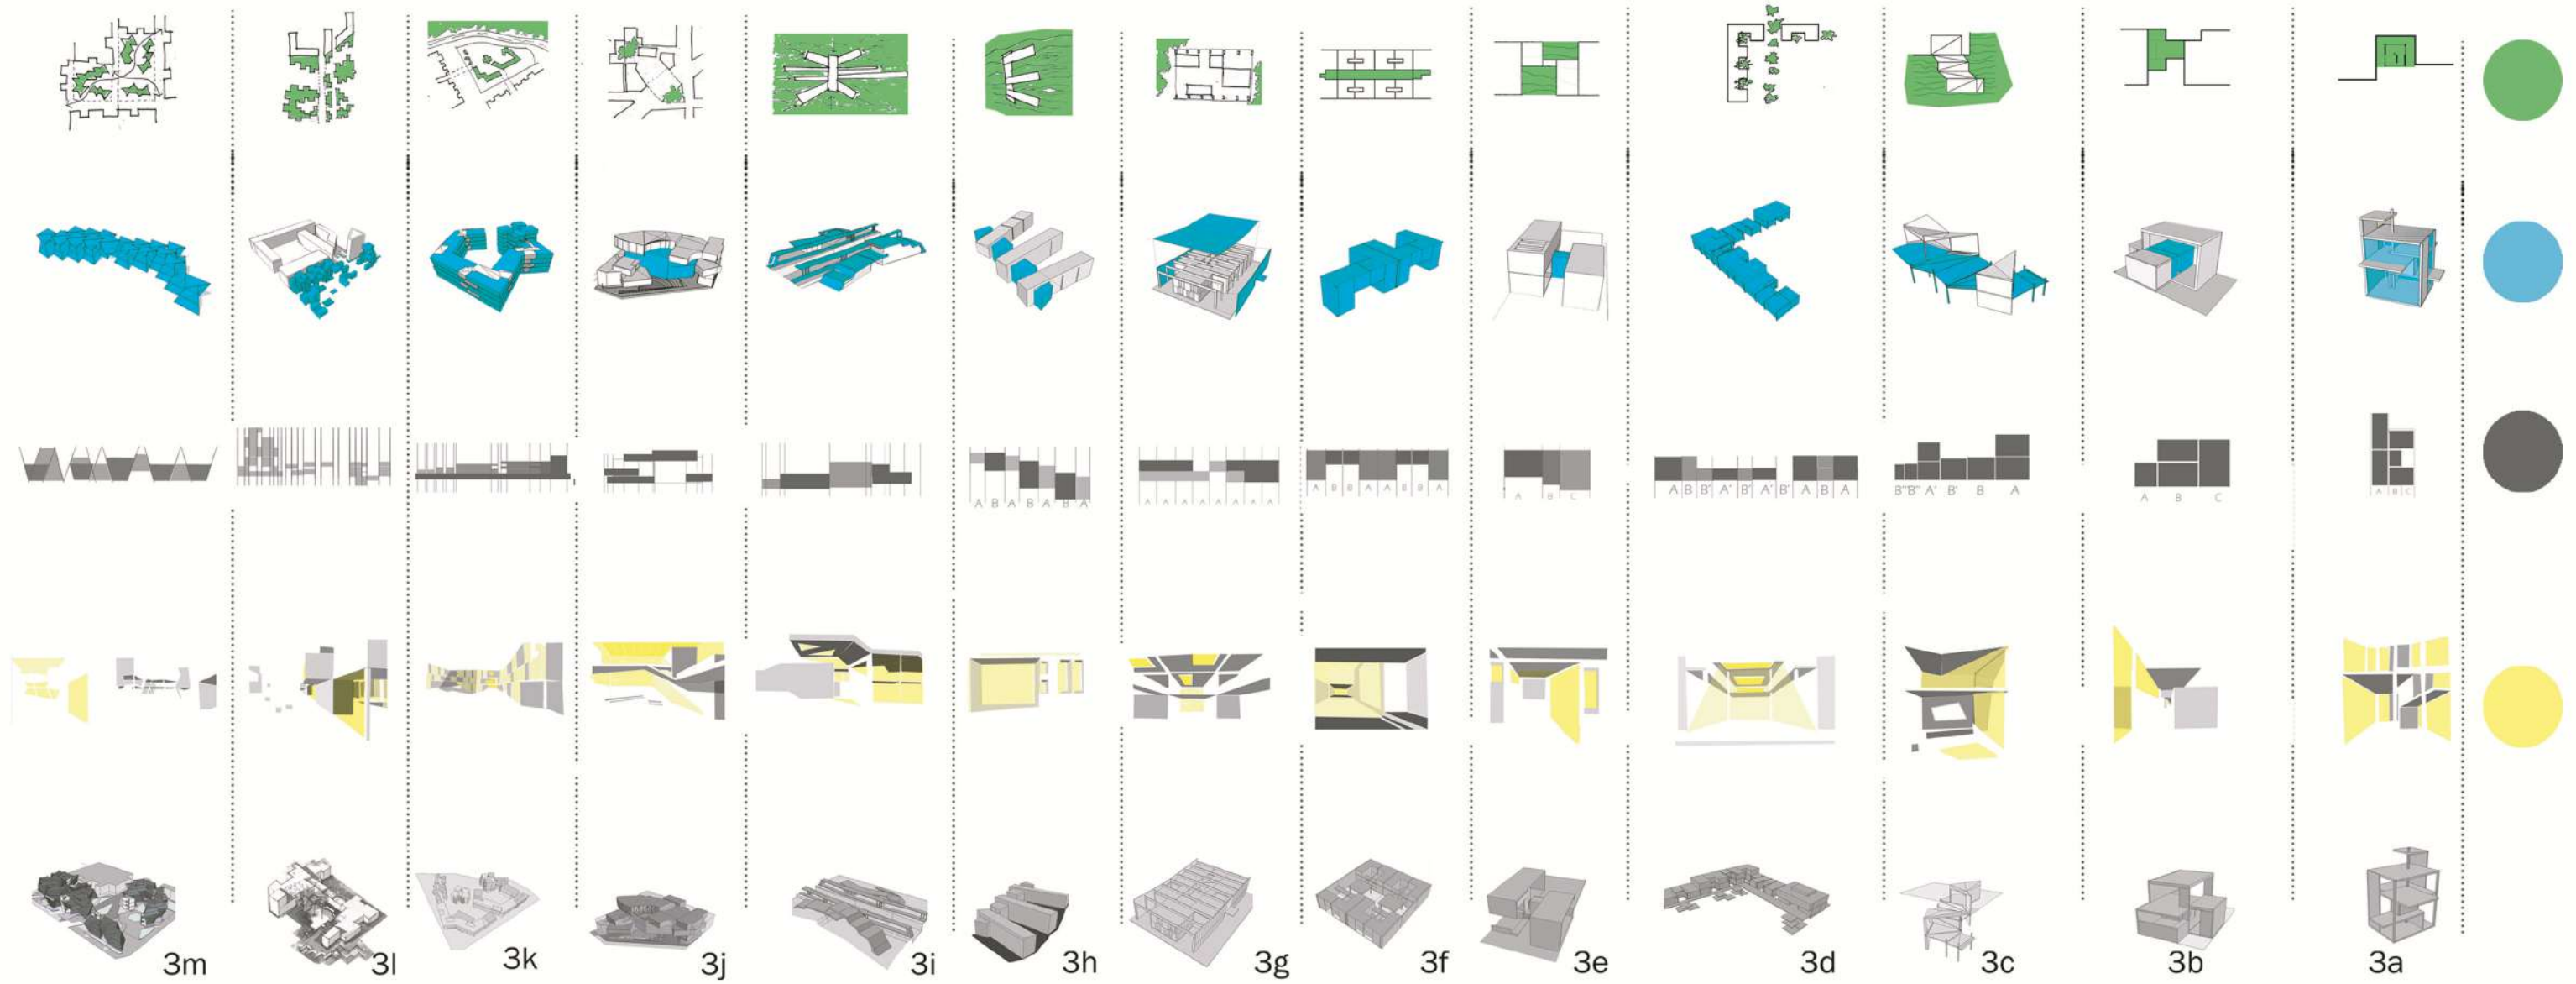 A B A B A B A
A A A A A A A A
A B B A A B B A
A B C
A B B' A' B' A' B' A B A
B'' B'' A' B' B A
A B C
A B C
3m
3l
3k
3j
3i
3h
3g
3f
3e
3d
3c
3b
3a